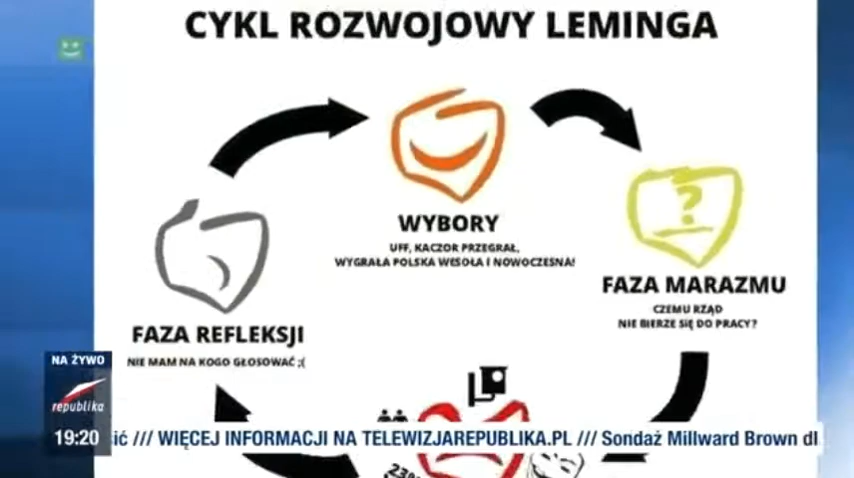 CYKL ROZWOJOWY LEMINGA
WYBORY
UFF, KACZOR PRZEGRAŁ,
WYGRAŁA POLSKA WESOŁA I NOWOCZESNA!
?
FAZA MARAZMU
CZEMU RZĄD
NIE BIERZE SIĘ DO PRACY?
FAZA REFLEKSJI
NIE MAM NA KOGO GŁOSOWAĆ ;(
NA ŻYWO
republika
19:20
ić /// WIĘCEJ INFORMACJI NA TELEWIZJAREPUBLIKA.PL /// Sondaż Millward Brown dl
23%